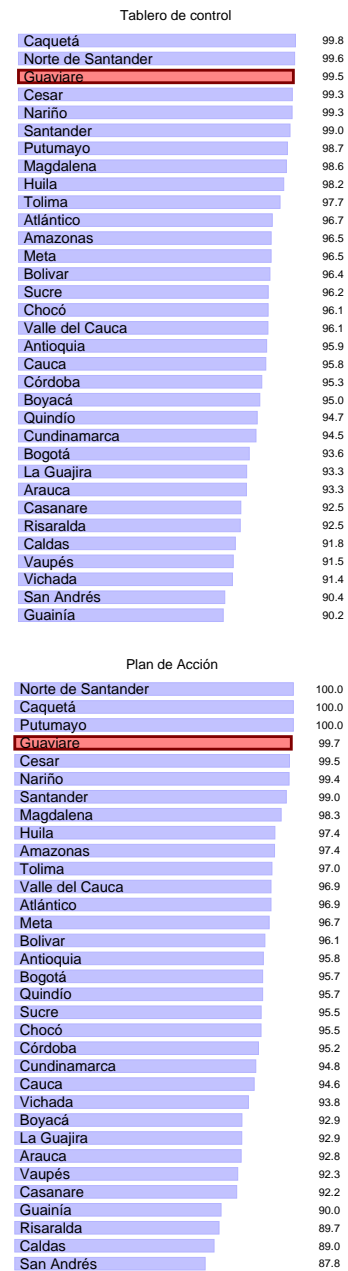 Tablero de control
Caquetá 99.8
Norte de Santander 99.6
Guaviare 99.5
Cesar 99.3
Nariño 99.3
Santander 99.0
Putumayo 98.7
Magdalena 98.6
Huila 98.2
Tolima 97.7
Atlántico 96.7
Amazonas 96.5
Meta 96.5
Bolivar 96.4
Sucre 96.2
Chocó 96.1
Valle del Cauca 96.1
Antioquia 95.9
Cauca 95.8
Córdoba 95.3
Boyacá 95.0
Quindío 94.7
Cundinamarca 94.5
Bogotá 93.6
La Guajira 93.3
Arauca 93.3
Casanare 92.5
Risaralda 92.5
Caldas 91.8
Vaupés 91.5
Vichada 91.4
San Andrés 90.4
Guainía 90.2
Plan de Acción
Norte de Santander 100.0
Caquetá 100.0
Putumayo 100.0
Guaviare 99.7
Cesar 99.5
Nariño 99.4
Santander 99.0
Magdalena 98.3
Huila 97.4
Amazonas 97.4
Tolima 97.0
Valle del Cauca 96.9
Atlántico 96.9
Meta 96.7
Bolivar 96.1
Antioquia 95.8
Bogotá 95.7
Quindío 95.7
Sucre 95.5
Chocó 95.5
Córdoba 95.2
Cundinamarca 94.8
Cauca 94.6
Vichada 93.8
Boyacá 92.9
La Guajira 92.9
Arauca 92.8
Vaupés 92.3
Casanare 92.2
Guainía 90.0
Risaralda 89.7
Caldas 89.0
San Andrés 87.8